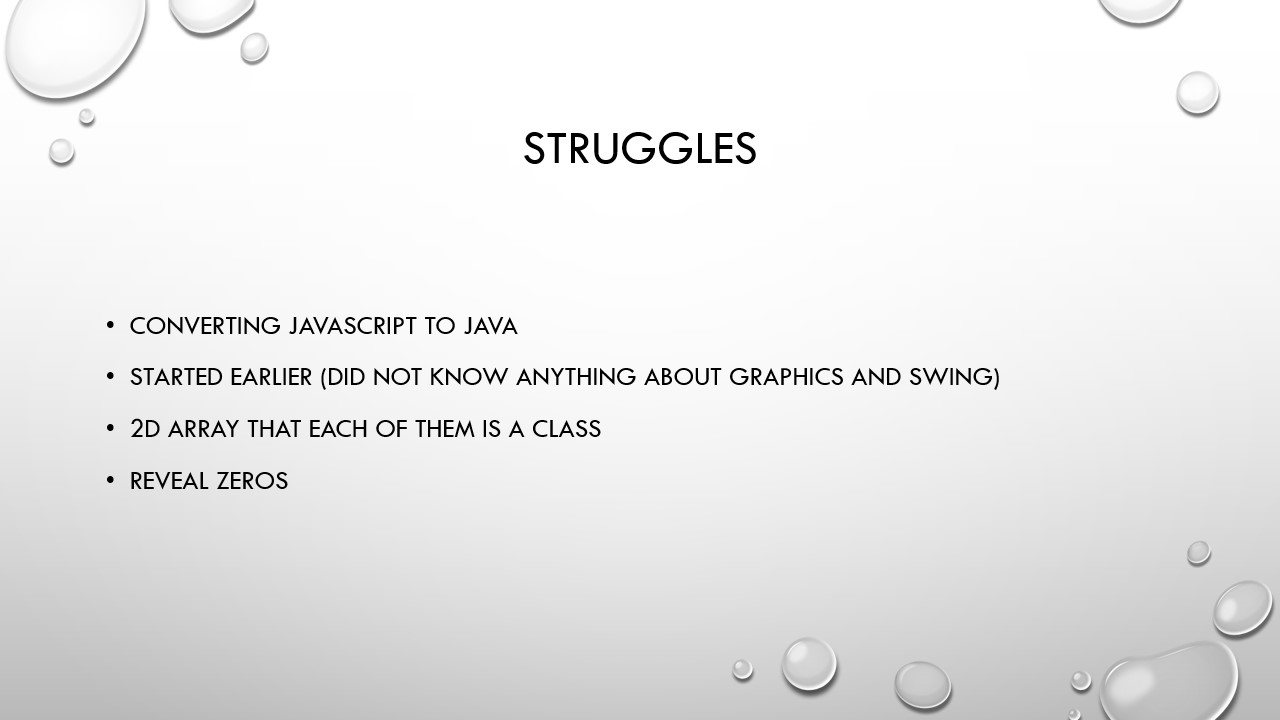 STRUGGLES
• CONVERTING JAVASCRIPT TO JAVA
• STARTED EARLIER (DID NOT KNOW ANYTHING ABOUT GRAPHICS AND SWING)
• 2D ARRAY THAT EACH OF THEM IS A CLASS
• REVEAL ZEROS